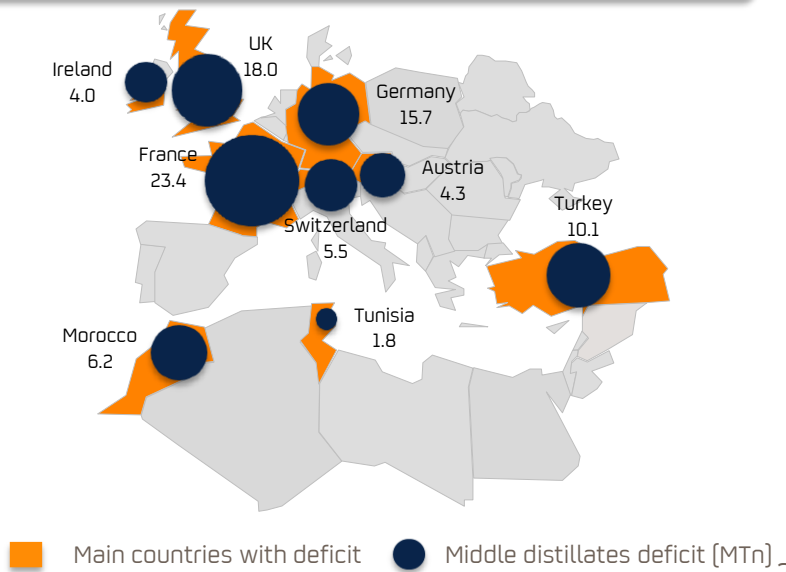 UK
18.0
Ireland
4.0
Germany
15.7
France
23.4
Austria
4.3
Switzerland
5.5
Turkey
10.1
Tunisia
1.8
Morocco
6.2
Main countries with deficit
Middle distillates deficit (MTn)